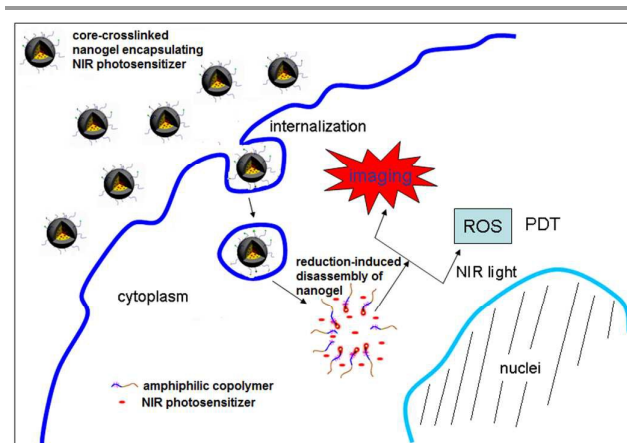 core-crosslinked
nanogel encapsulating
NIR photosensitizer
internalization
imaging
ROS
PDT
reduction-induced
disassembly of
nanogel
NIR light
cytoplasm
nuclei
amphiphilic copolymer
NIR photosensitizer